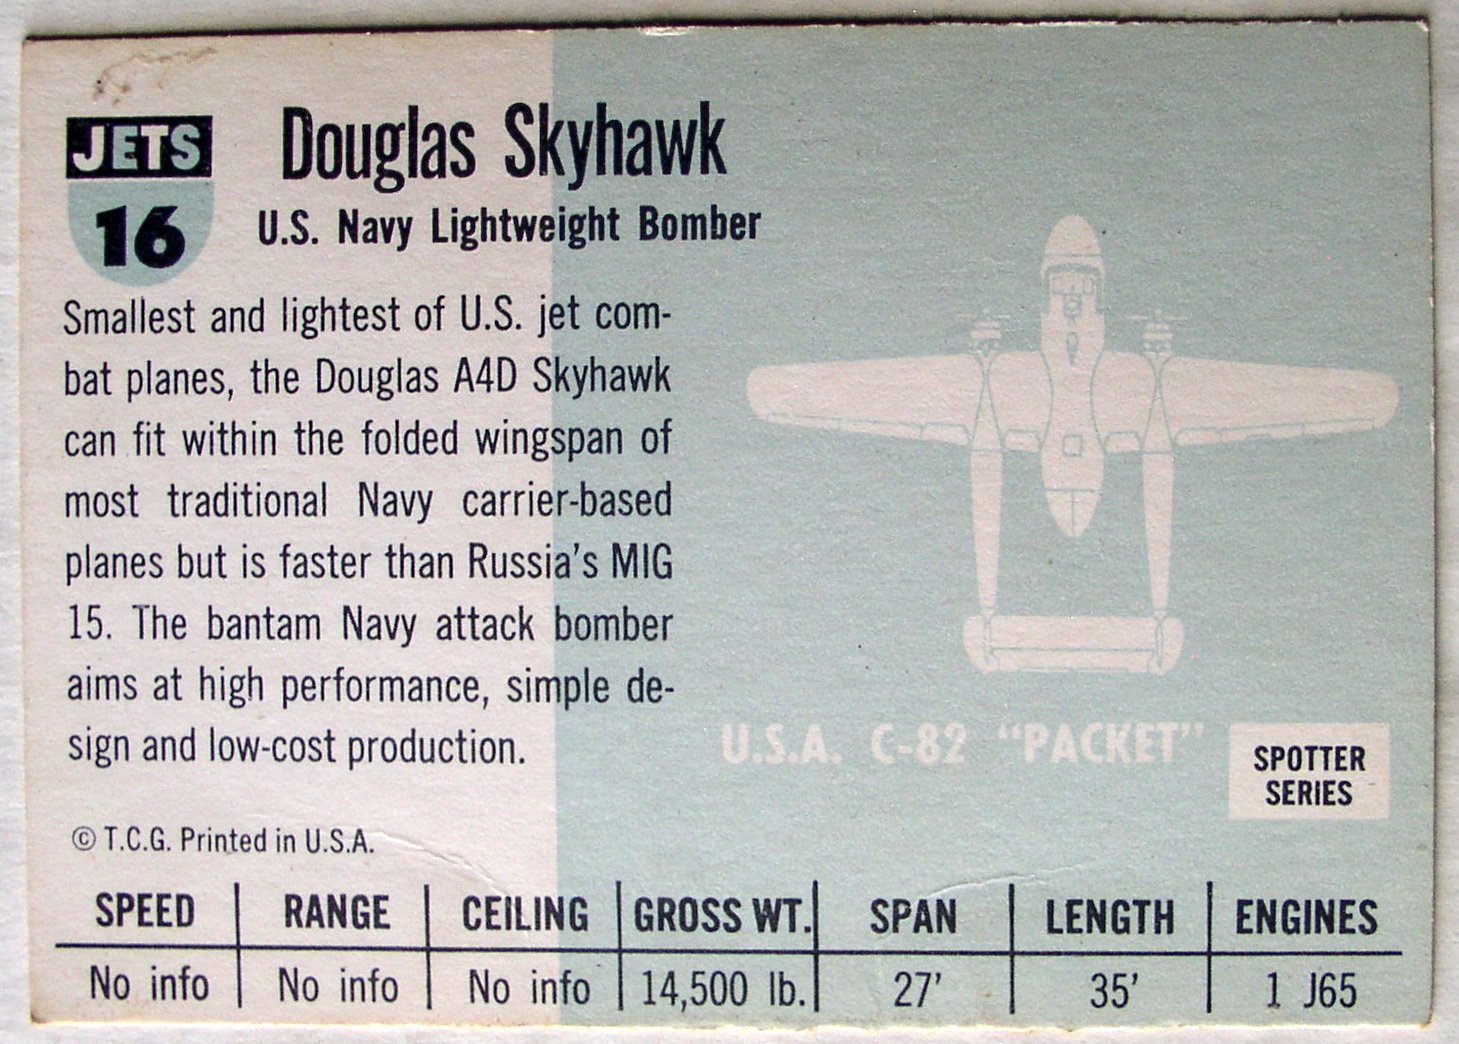 JETS
16
Douglas Skyhawk
U.S. Navy Lightweight Bomber
Smallest and lightest of U.S. jet com-
bat planes, the Douglas A4D Skyhawk
can fit within the folded wingspan of
most traditional Navy carrier-based
planes but is faster than Russia's MIG
15. The bantam Navy attack bomber
aims at high performance, simple de-
sign and low-cost production.
© T.C.G. Printed in U.S.A.
U.S.A. C-82 "PACKET"
SPOTTER
SERIES
SPEED RANGE CEILING GROSS WT. SPAN LENGTH ENGINES
No info No info No info 14,500 lb. 27' 35' 1 J65